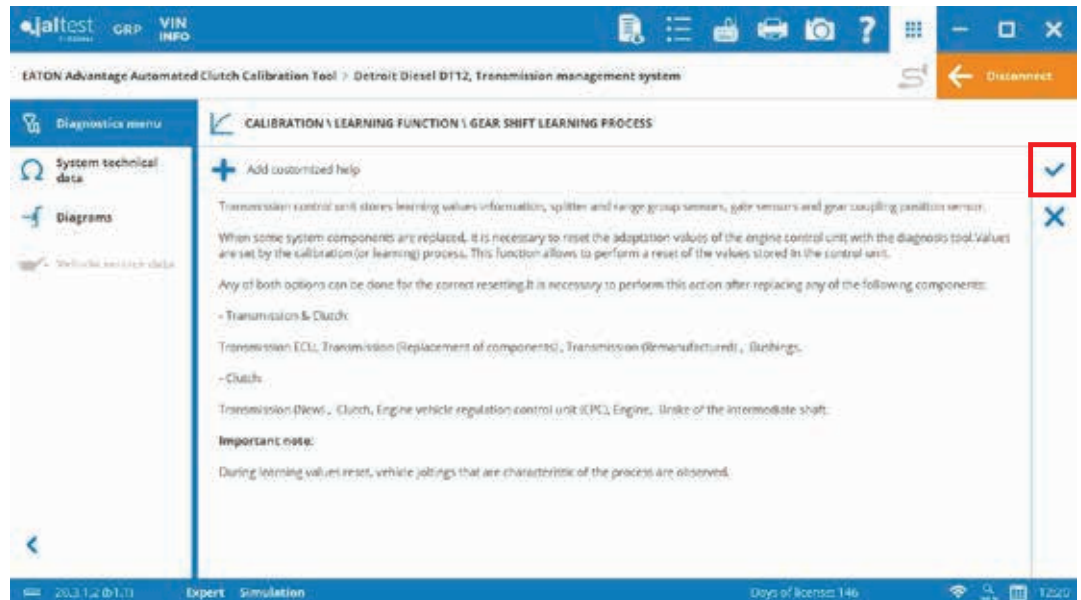 jaltest GRP VIN INFO ?
EATON Advantage Automated Clutch Calibration Tool > Detroit Diesel DT12, Transmission management system
Disconnect
Diagnostics menu
CALIBRATION \ LEARNING FUNCTION \ GEAR SHIFT LEARNING PROCESS
System technical data
Add customized help
Diagrams
Transmission control unit stores learning values information, splitter and range group sensors, gate sensors and gear coupling position sensor.
When some system components are replaced, it is necessary to reset the adaptation values of the engine control unit with the diagnosis tool.Values
are set by the calibration (or learning) process. This function allows to perform a reset of the values stored in the control unit.
Any of both options can be done for the correct resetting.It is necessary to perform this action after replacing any of the following components:
- Transmission & Clutch:
Transmission ECU, Transmission (Replacement of components) , Transmission (Remanufactured) , Bushings.
- Clutch:
Transmission (New) , Clutch, Engine vehicle regulation control unit (CPC), Engine, Brake of the intermediate shaft.
Important note:
During learning values reset, vehicle joltings that are characteristic of the process are observed.
20.3.1.2 (b1.1) Expert Simulation Days of license: 146 12:20